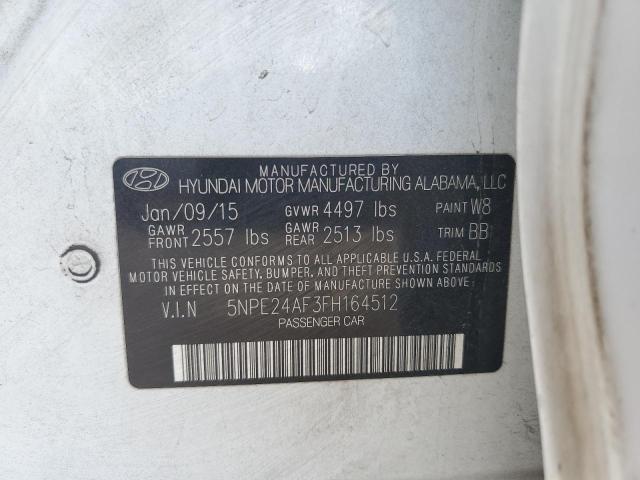 MANUFACTURED BY
HYUNDAI MOTOR MANUFACTURING ALABAMA, LLC
Jan/09/15 GVWR 4497 lbs PAINT W8
GAWR FRONT 2557 lbs GAWR REAR 2513 lbs TRIM BB
THIS VEHICLE CONFORMS TO ALL APPLICABLE U.S.A. FEDERAL
MOTOR VEHICLE SAFETY, BUMPER, AND THEFT PREVENTION STANDARDS
IN EFFECT ON THE DATE OF MANUFACTURE SHOWN ABOVE.
V.I.N 5NPE24AF3FH164512
PASSENGER CAR